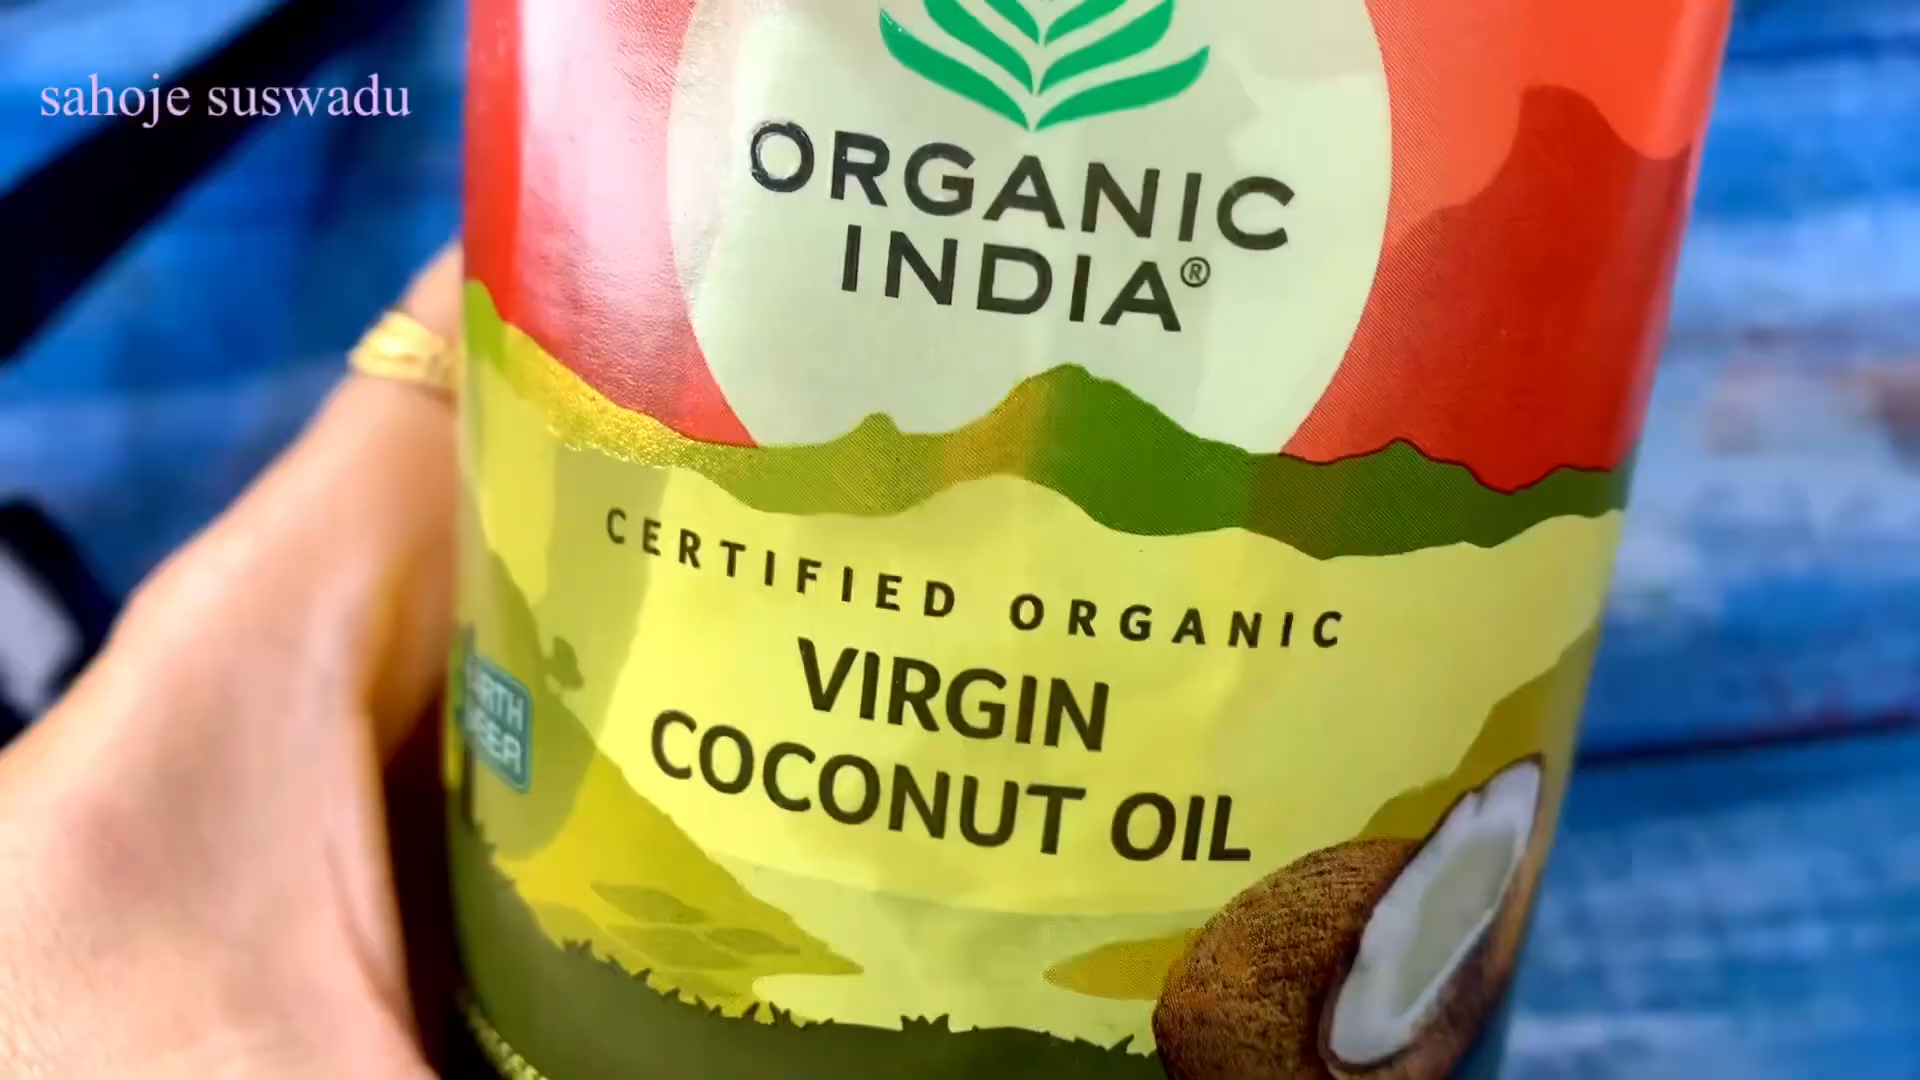 sahoje suswadu
ORGANIC
INDIA®
CERTIFIED ORGANIC
VIRGIN
COCONUT OIL